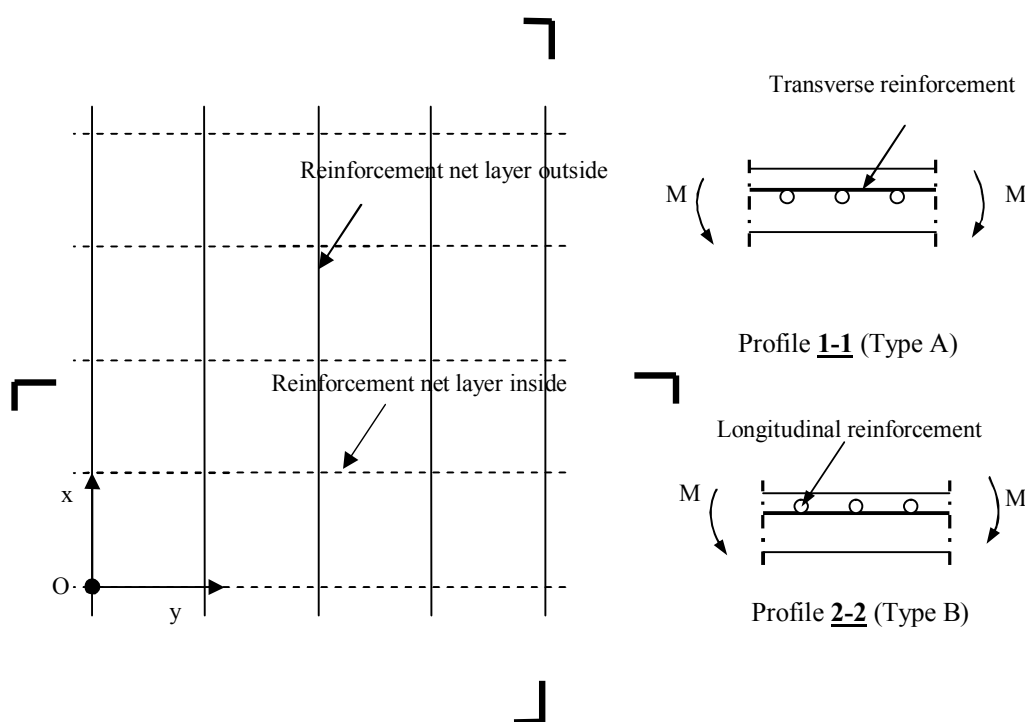 Transverse reinforcement
Reinforcement net layer outside
M
M
Profile 1-1 (Type A)
Reinforcement net layer inside
Longitudinal reinforcement
x
M
M
O
y
Profile 2-2 (Type B)